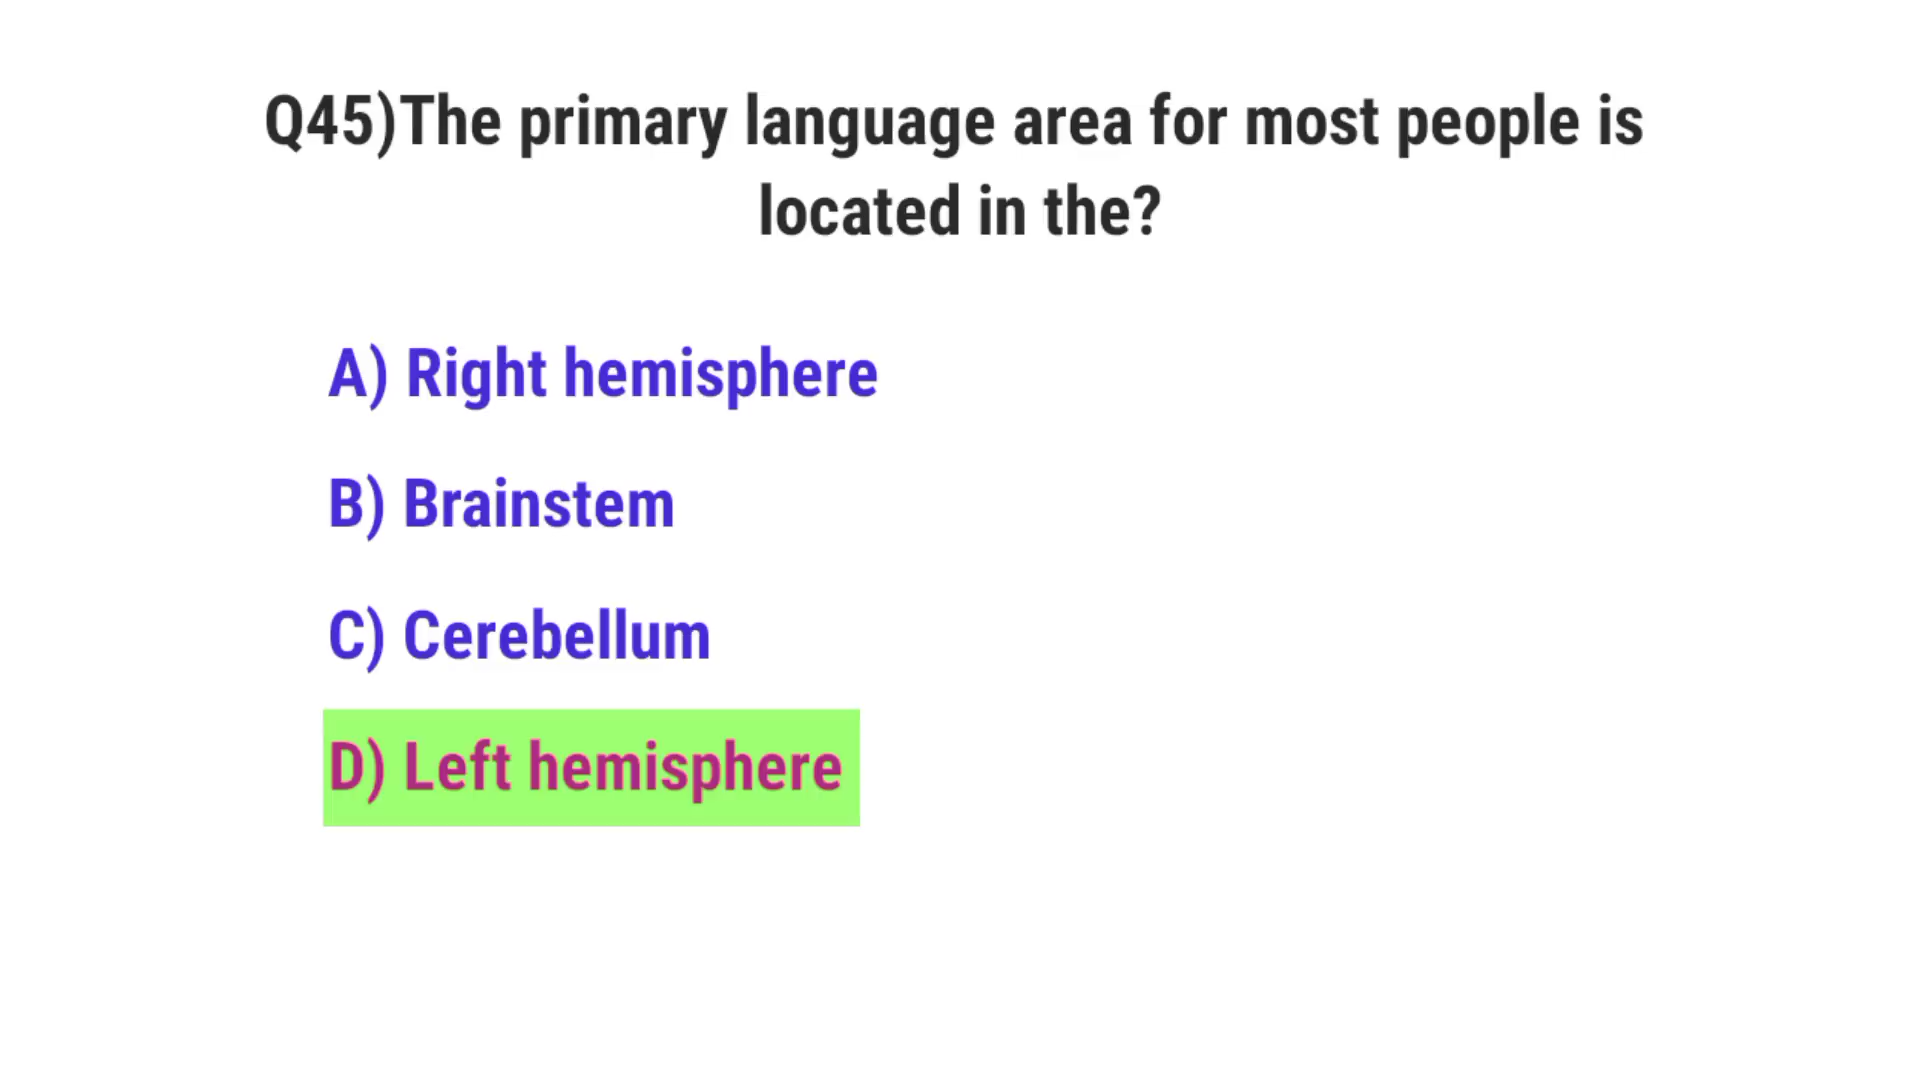 Q45)The primary language area for most people is
located in the?
A) Right hemisphere
B) Brainstem
C) Cerebellum
D) Left hemisphere